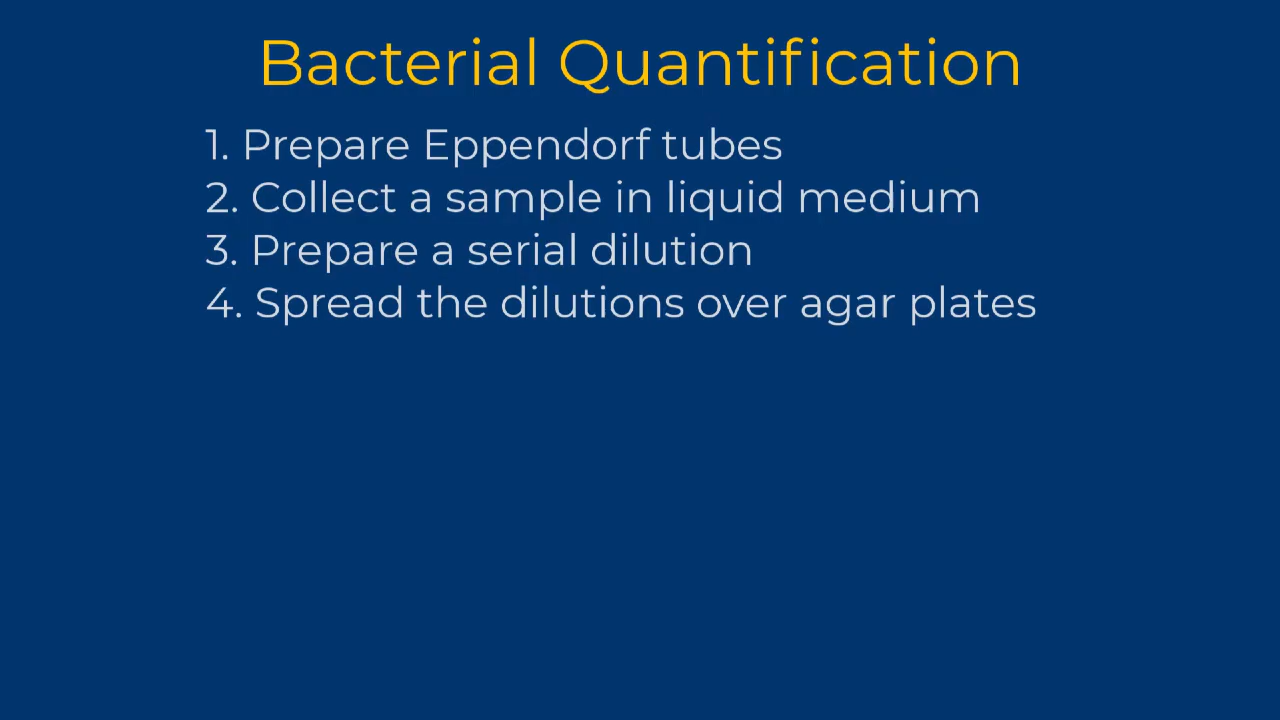 Bacterial Quantification
1. Prepare Eppendorf tubes
2. Collect a sample in liquid medium
3. Prepare a serial dilution
4. Spread the dilutions over agar plates